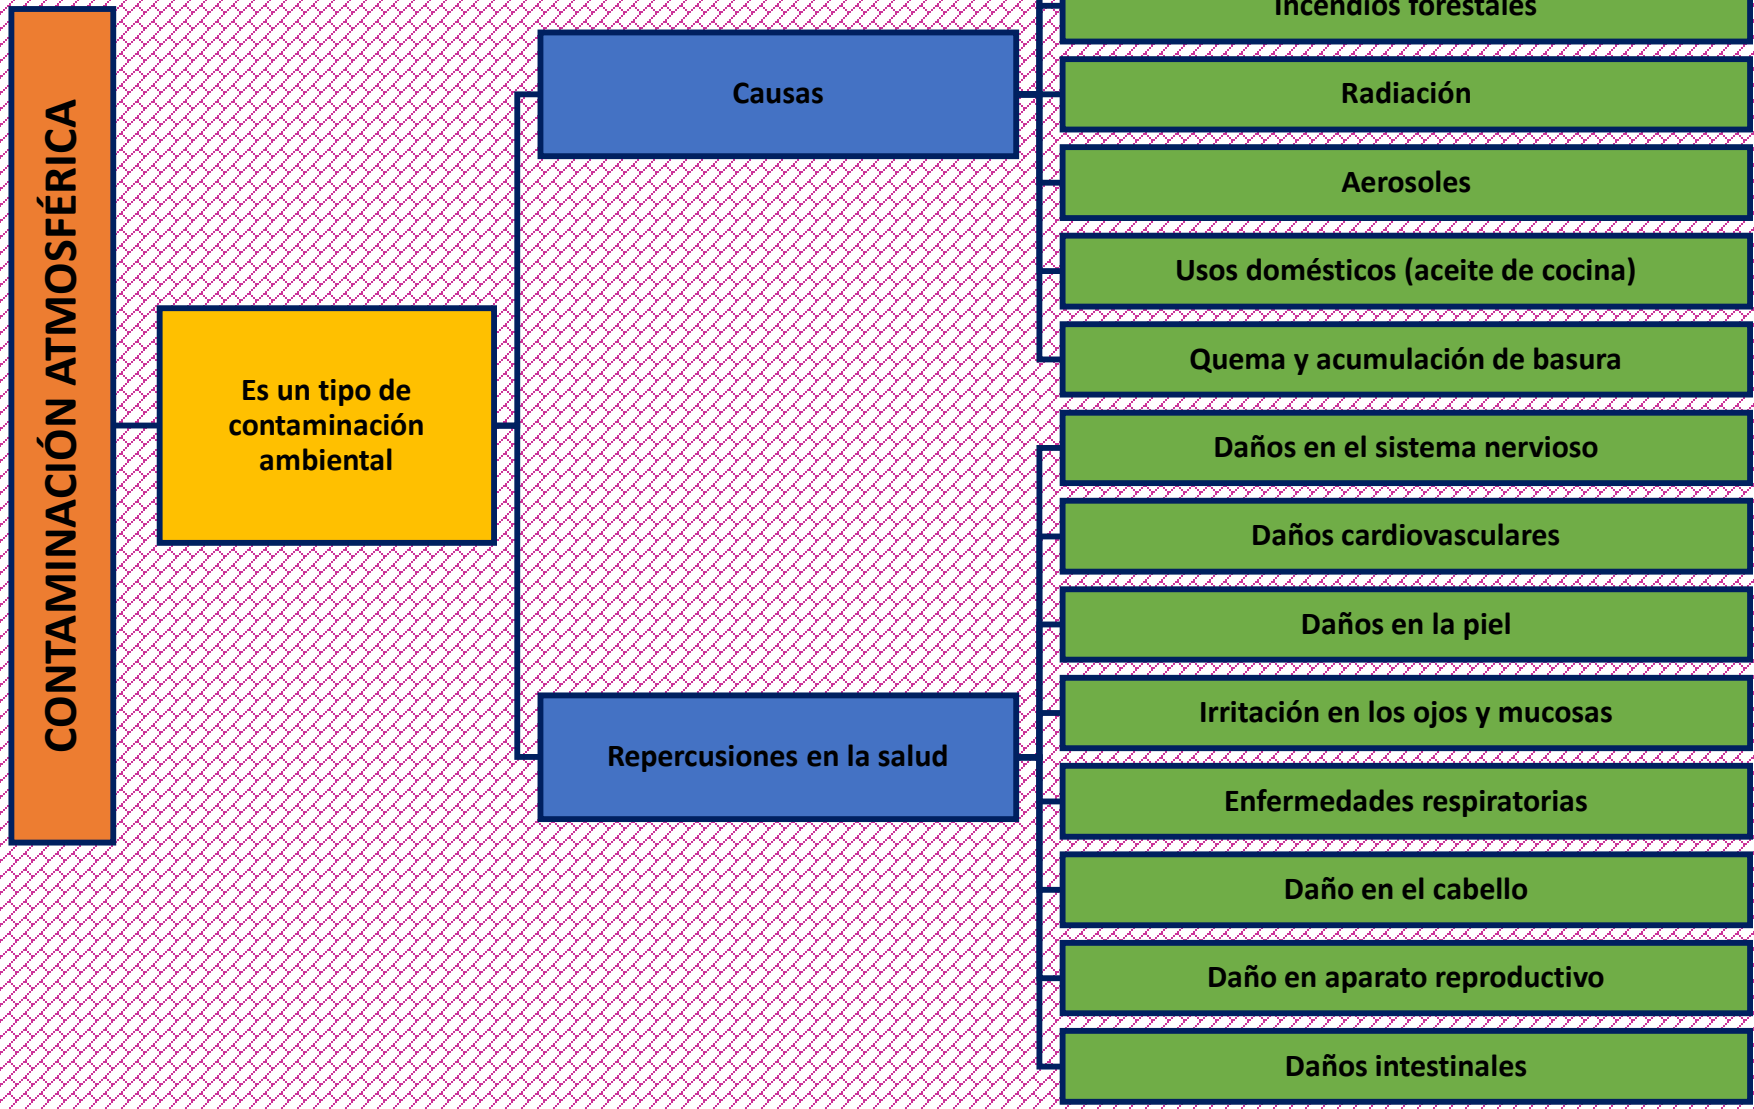 CONTAMINACIÓN ATMOSFÉRICA
Es un tipo de
contaminación
ambiental
Causas
Incendios forestales
Radiación
Aerosoles
Usos domésticos (aceite de cocina)
Quema y acumulación de basura
Repercusiones en la salud
Daños en el sistema nervioso
Daños cardiovasculares
Daños en la piel
Irritación en los ojos y mucosas
Enfermedades respiratorias
Daño en el cabello
Daño en aparato reproductivo
Daños intestinales